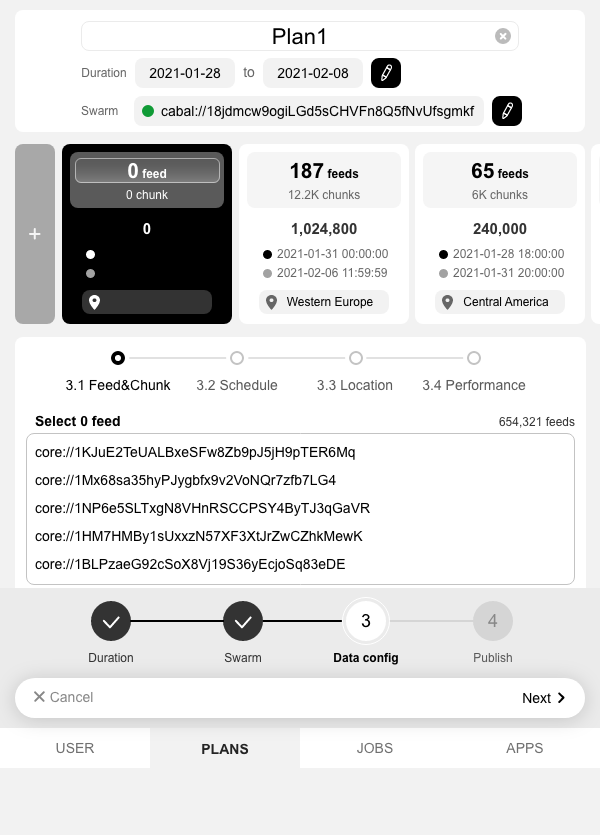 Plan1
Duration 2021-01-28 to 2021-02-08
Swarm cabal://18jdmcw9ogiLGd5sCHVFn8Q5fNvUfsgmkf
+
0 feed
0 chunk
0
187 feeds
12.2K chunks
1,024,800
2021-01-31 00:00:00
2021-02-06 11:59:59
Western Europe
65 feeds
6K chunks
240,000
2021-01-28 18:00:00
2021-01-31 20:00:00
Central America
3.1 Feed&Chunk 3.2 Schedule 3.3 Location 3.4 Performance
Select 0 feed 654,321 feeds
core://1KJuE2TeUALBxeSFw8Zb9pJ5jH9pTER6Mq
core://1Mx68sa35hyPJygbfx9v2VoNQr7zfb7LG4
core://1NP6e5SLTxgN8VHnRSCCPSY4ByTJ3qGaVR
core://1HM7HMBy1sUxxzN57XF3XtJrZwCZhkMewK
core://1BLPzaeG92cSoX8Vj19S36yEcjoSq83eDE
3 4
Duration Swarm Data config Publish
Cancel Next
USER PLANS JOBS APPS